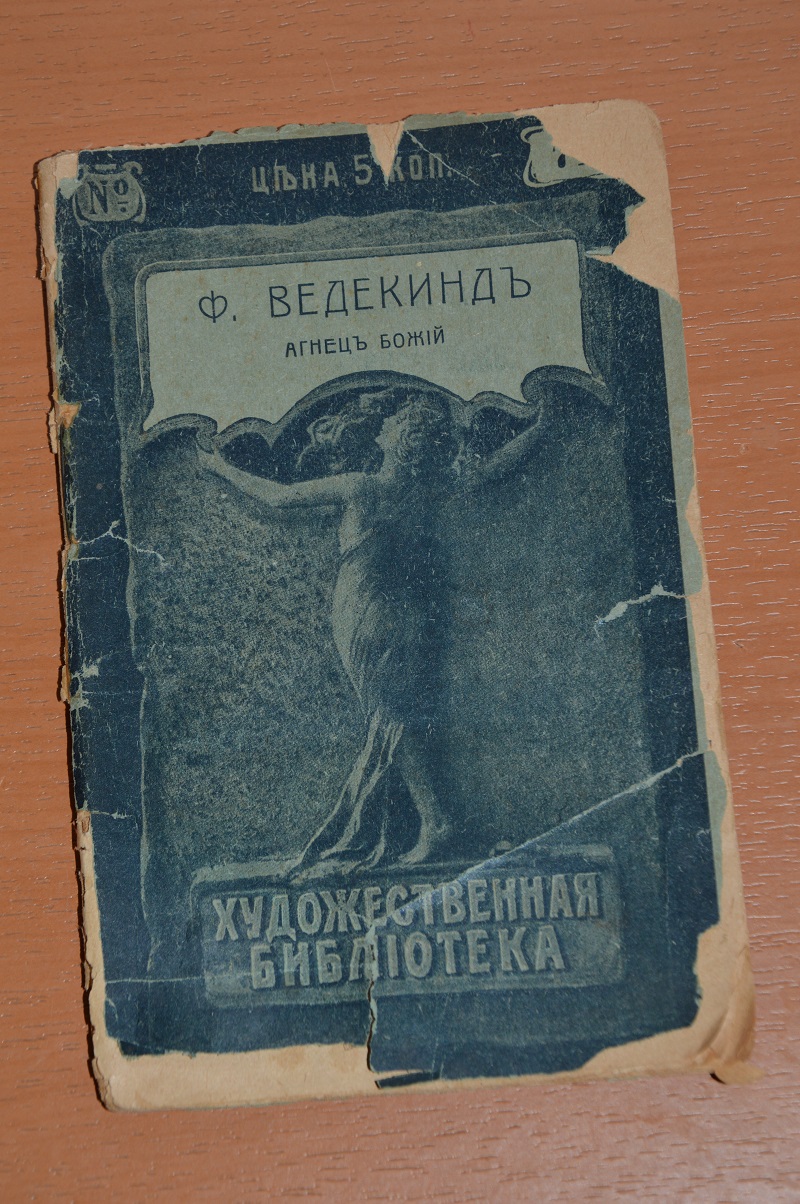 №
ЦѢНА 5 КОП.
Ф. ВЕДЕКИНДЪ
АГНЕЦЪ БОЖІЙ
ХУДОЖЕСТВЕННАЯ
БИБЛІОТЕКА